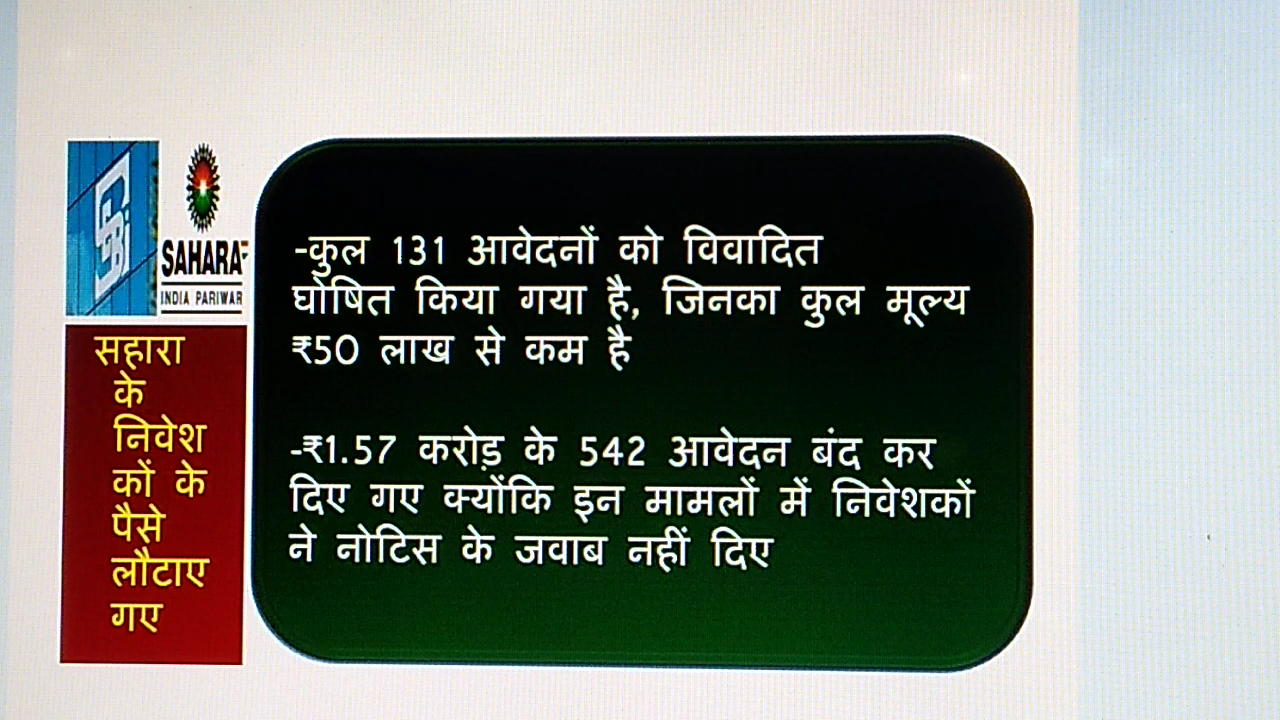 SEBI
SAHARA
INDIA PARIWAR
सहारा
के
निवेश
कों के
पैसे
लौटाए
गए
-कुल 131 आवेदनों को विवादित
घोषित किया गया है, जिनका कुल मूल्य
₹50 लाख से कम है
-₹1.57 करोड़ के 542 आवेदन बंद कर
दिए गए क्योंकि इन मामलों में निवेशकों
ने नोटिस के जवाब नहीं दिए